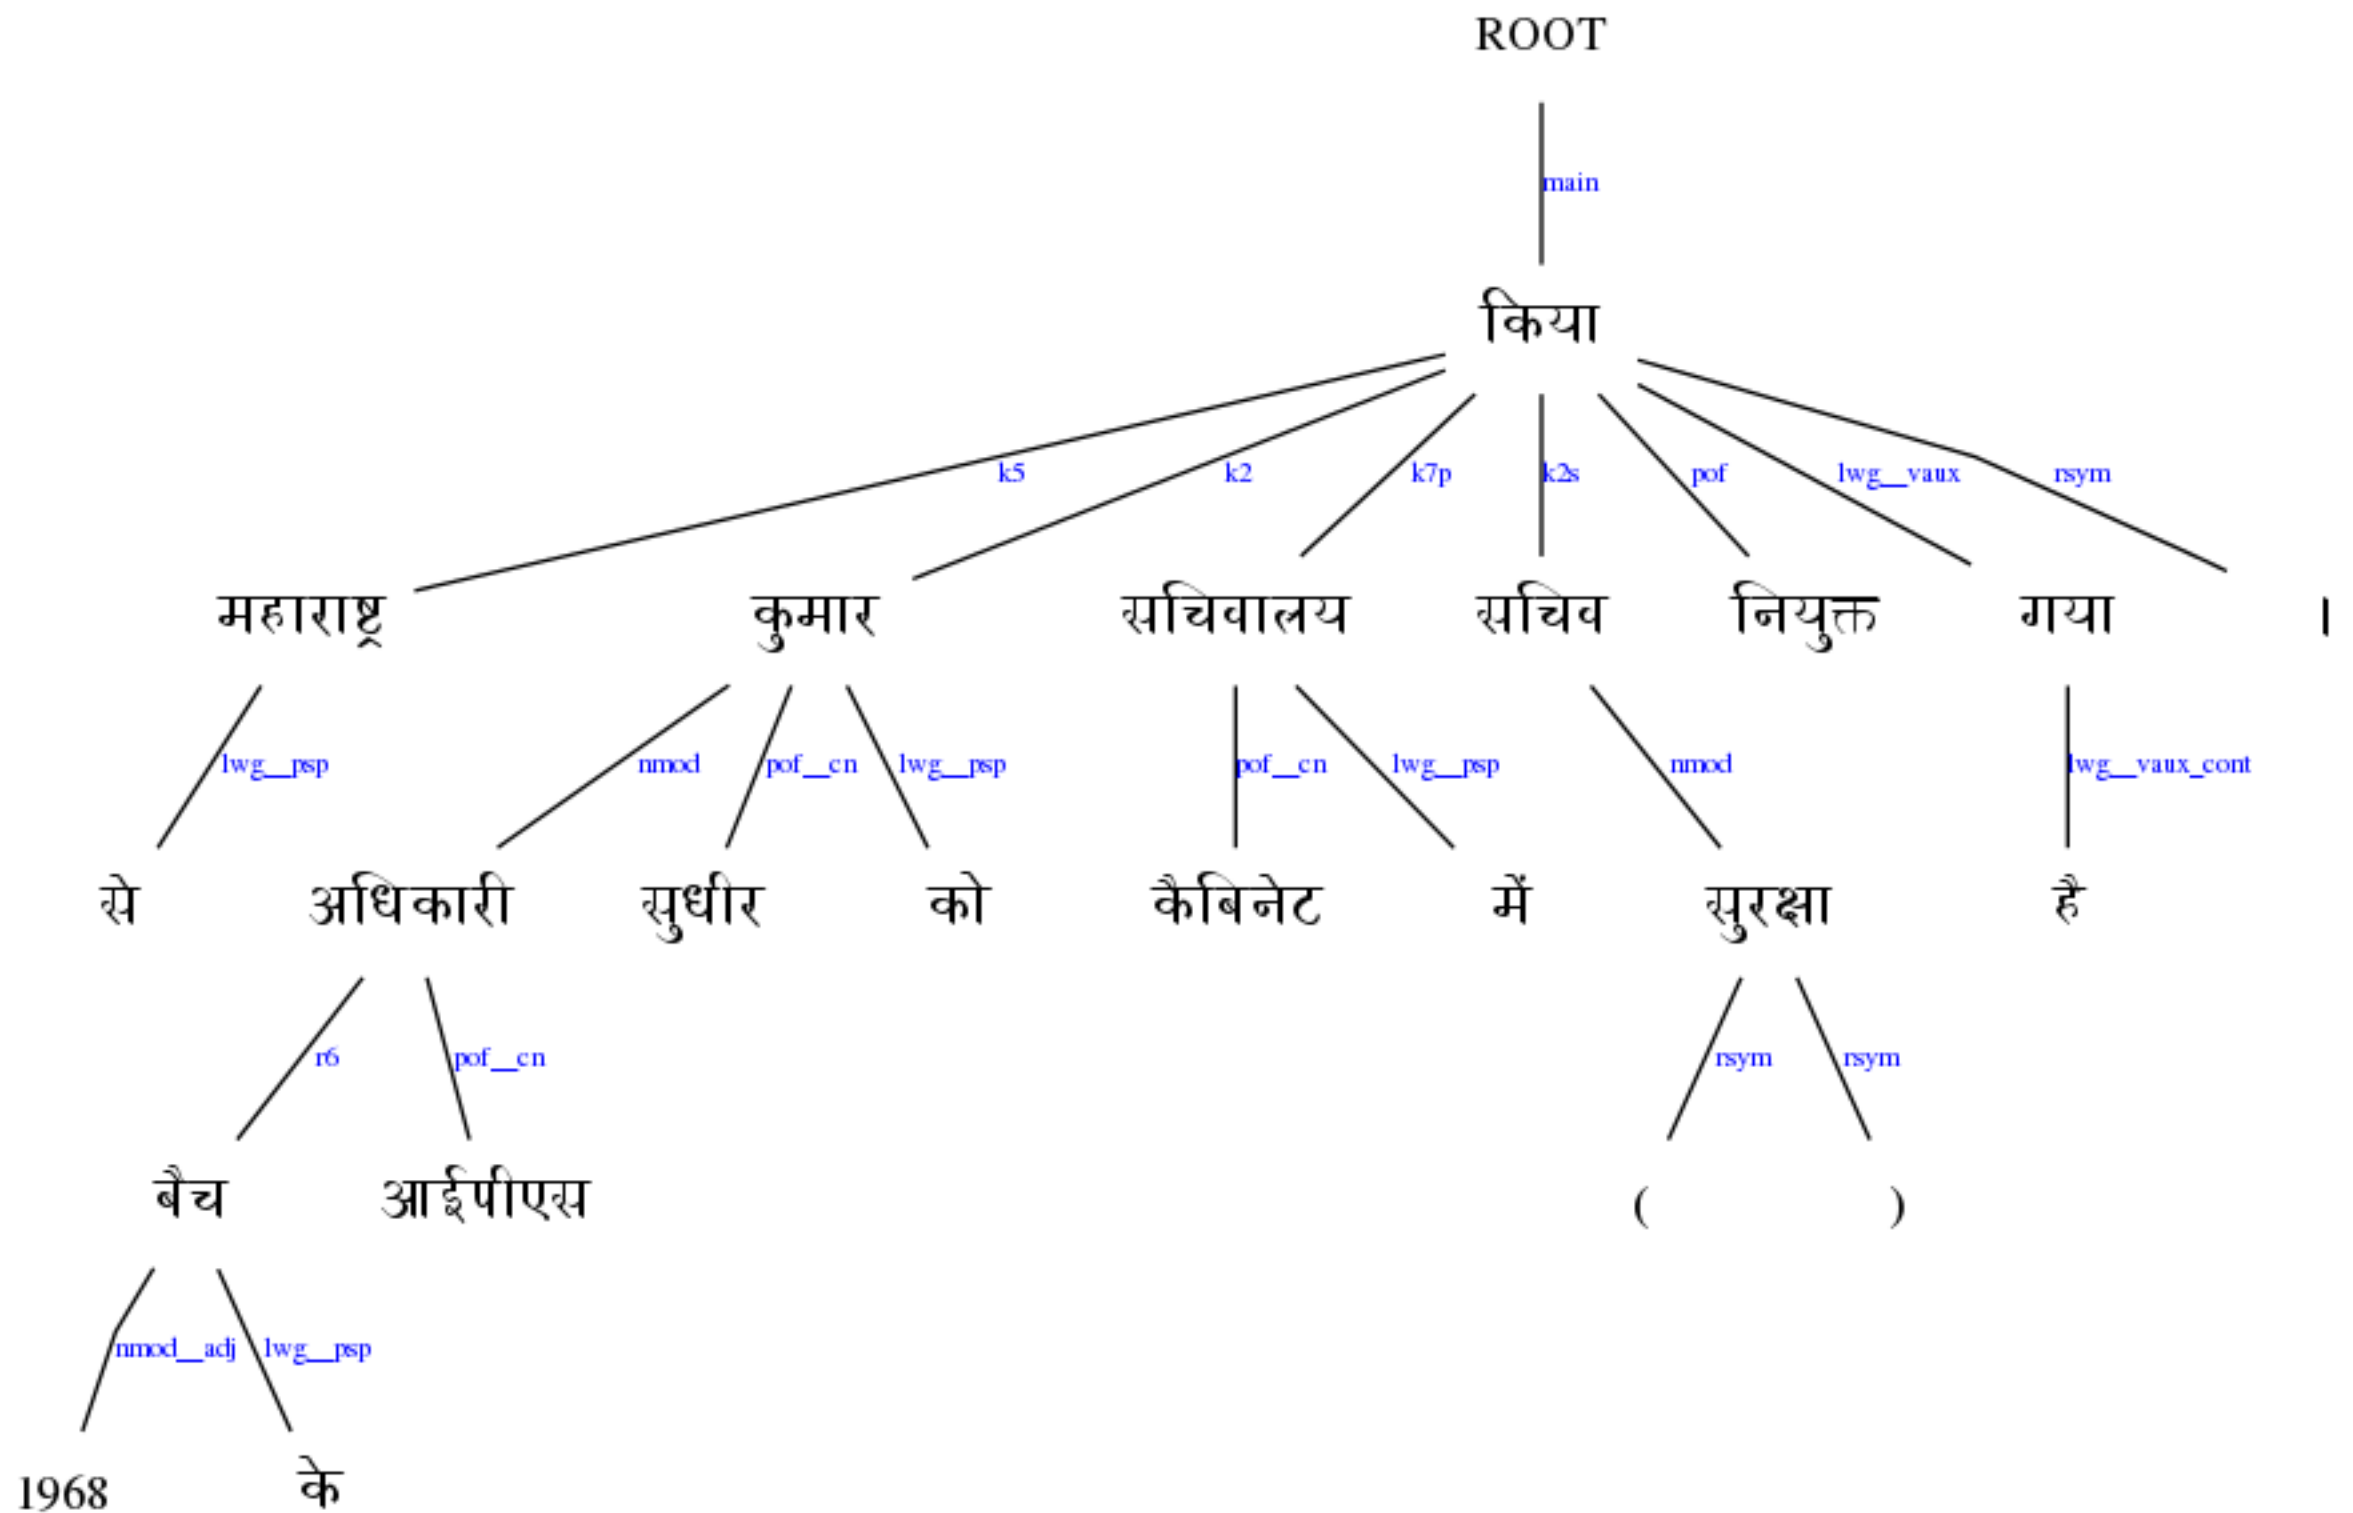 ROOT
main
किया
k5 k2 k7p k2s pof lwg__vaux rsym
महाराष्ट्र कुमार सचिवालय सचिव नियुक्त गया ।
lwg__psp nmod pof__cn lwg__psp pof__cn lwg__psp nmod lwg__vaux_cont
से अधिकारी सुधीर को कैबिनेट में सुरक्षा है
r6 pof__cn rsym rsym
बैच आईपीएस ( )
nmod__adj lwg__psp
1968 के